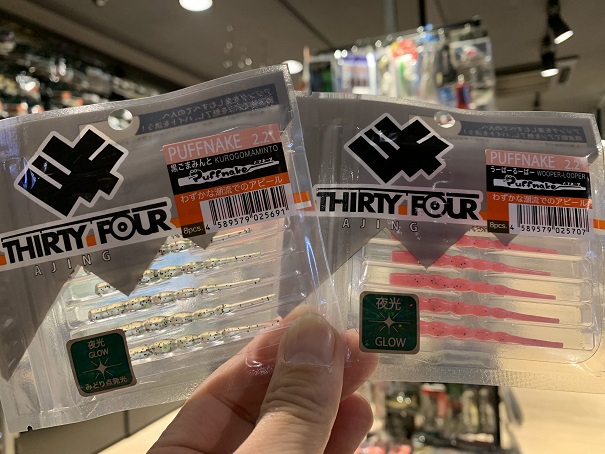 PUFFNAKE 2.2
黒ごまみんと KUROGOMAMINTO
Puffnake
わずかな潮流でのアピール
8pcs.
4 589579 025691
THIRTY FOUR
AJING
夜光
GLOW
みどり点発光
PUFFNAKE 2.2
うーぱーるーぱー WOOPER-LOOPER
Puffnake
わずかな潮流でのアピール
8pcs.
4 589579 025707
THIRTY FOUR
AJING
夜光
GLOW